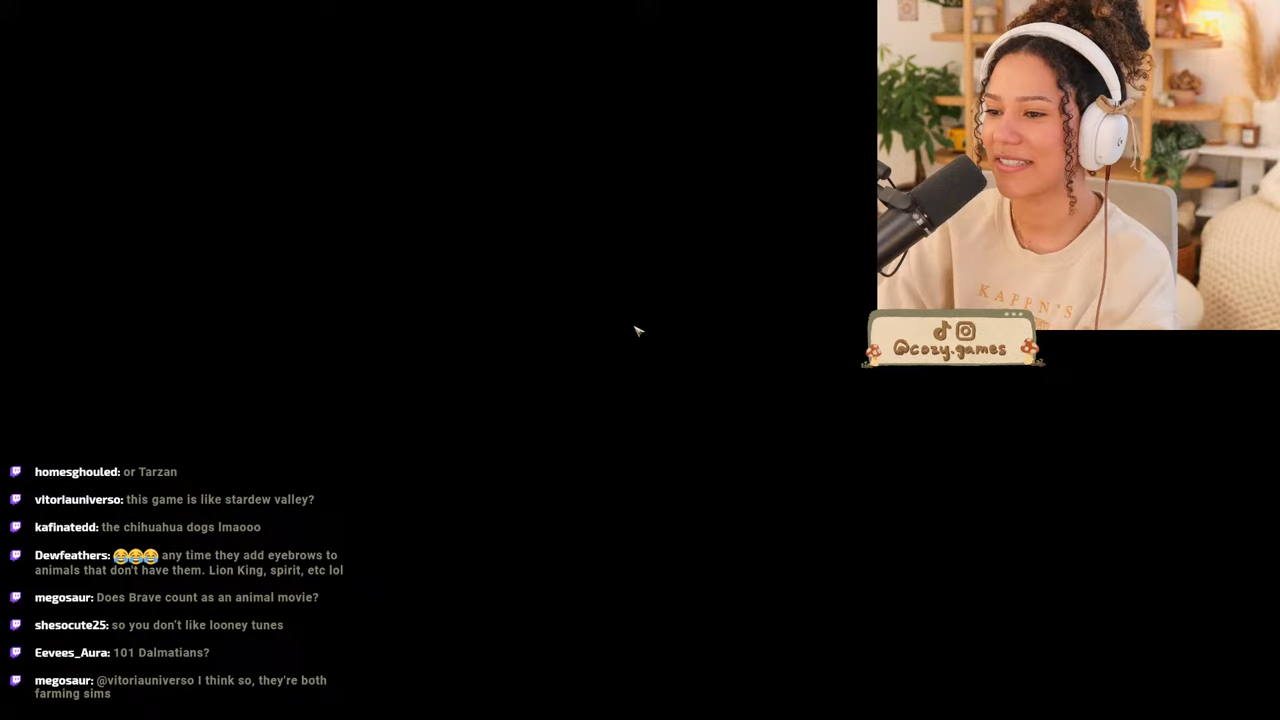 KAPPN'S
@cozy.games
homesghouled: or Tarzan
vitoriauniverso: this game is like stardew valley?
kafinatedd: the chihuahua dogs lmaooo
Dewfeathers: 😂😂😂 any time they add eyebrows to
animals that don't have them. Lion King, spirit, etc lol
megosaur: Does Brave count as an animal movie?
shesocute25: so you don't like looney tunes
Eevees_Aura: 101 Dalmatians?
megosaur: @vitoriauniverso I think so, they're both
farming sims